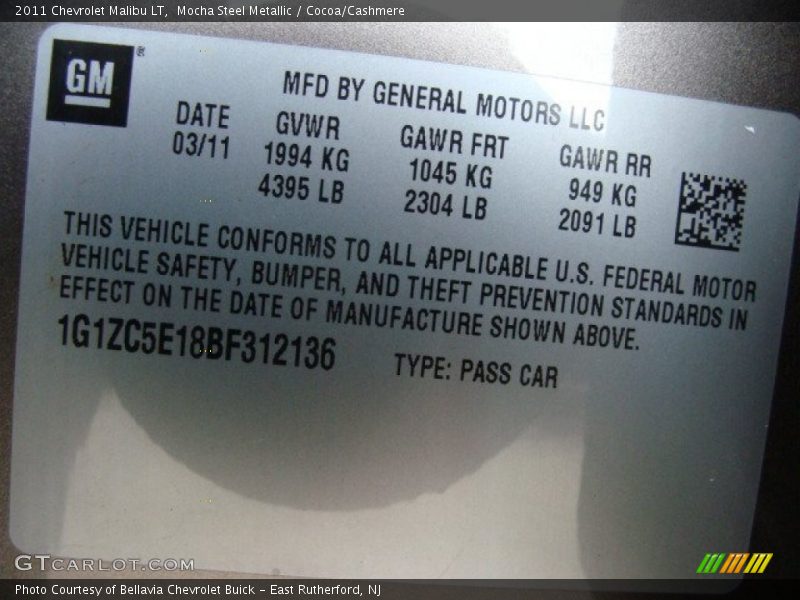 2011 Chevrolet Malibu LT, Mocha Steel Metallic / Cocoa/Cashmere
GM ®
MFD BY GENERAL MOTORS LLC
DATE GVWR GAWR FRT GAWR RR
03/11 1994 KG 1045 KG 949 KG
4395 LB 2304 LB 2091 LB
THIS VEHICLE CONFORMS TO ALL APPLICABLE U.S. FEDERAL MOTOR
VEHICLE SAFETY, BUMPER, AND THEFT PREVENTION STANDARDS IN
EFFECT ON THE DATE OF MANUFACTURE SHOWN ABOVE.
1G1ZC5E18BF312136 TYPE: PASS CAR
GTCARLOT.COM
Photo Courtesy of Bellavia Chevrolet Buick – East Rutherford, NJ